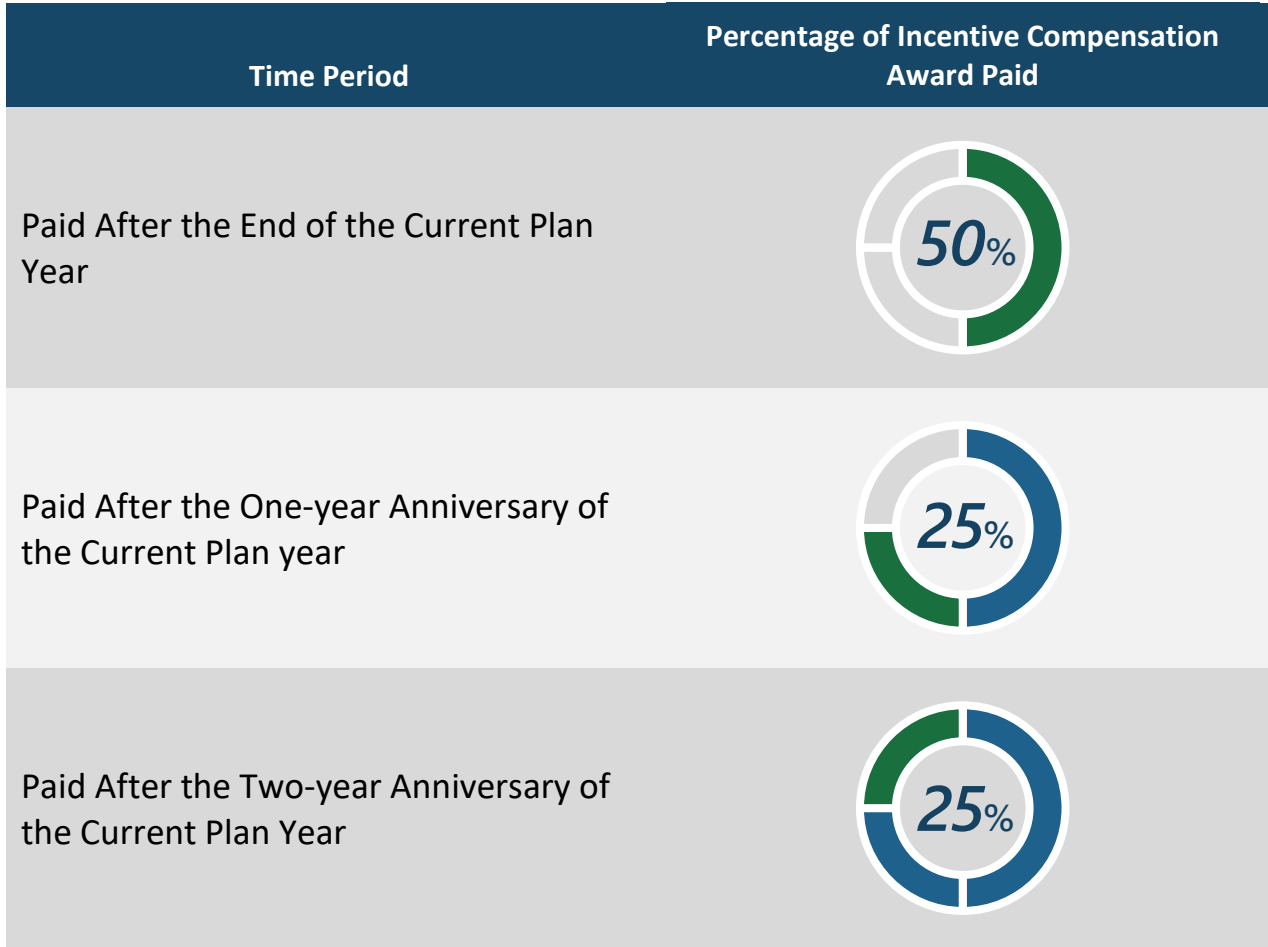 Time Period
Percentage of Incentive Compensation
Award Paid
Paid After the End of the Current Plan
Year
50%
Paid After the One-year Anniversary of
the Current Plan year
25%
Paid After the Two-year Anniversary of
the Current Plan Year
25%